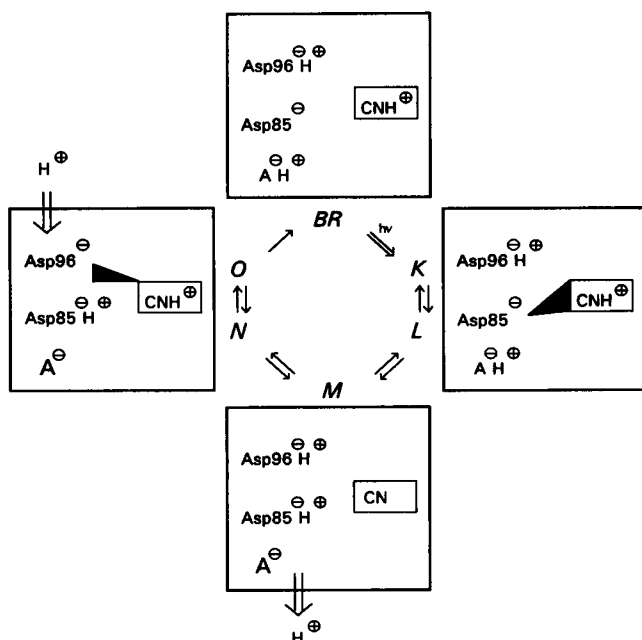 Asp96 H ⊖ ⊕
Asp85 ⊖
A H ⊖ ⊕
CNH ⊕
H ⊕
Asp96 ⊖
Asp85 H ⊖ ⊕
A ⊖
CNH ⊕
BR
hν
O
K
N
L
M
Asp96 H ⊖ ⊕
Asp85 ⊖
A H ⊖ ⊕
CNH ⊕
Asp96 H ⊖ ⊕
Asp85 H ⊖ ⊕
A ⊖
CN
H ⊕